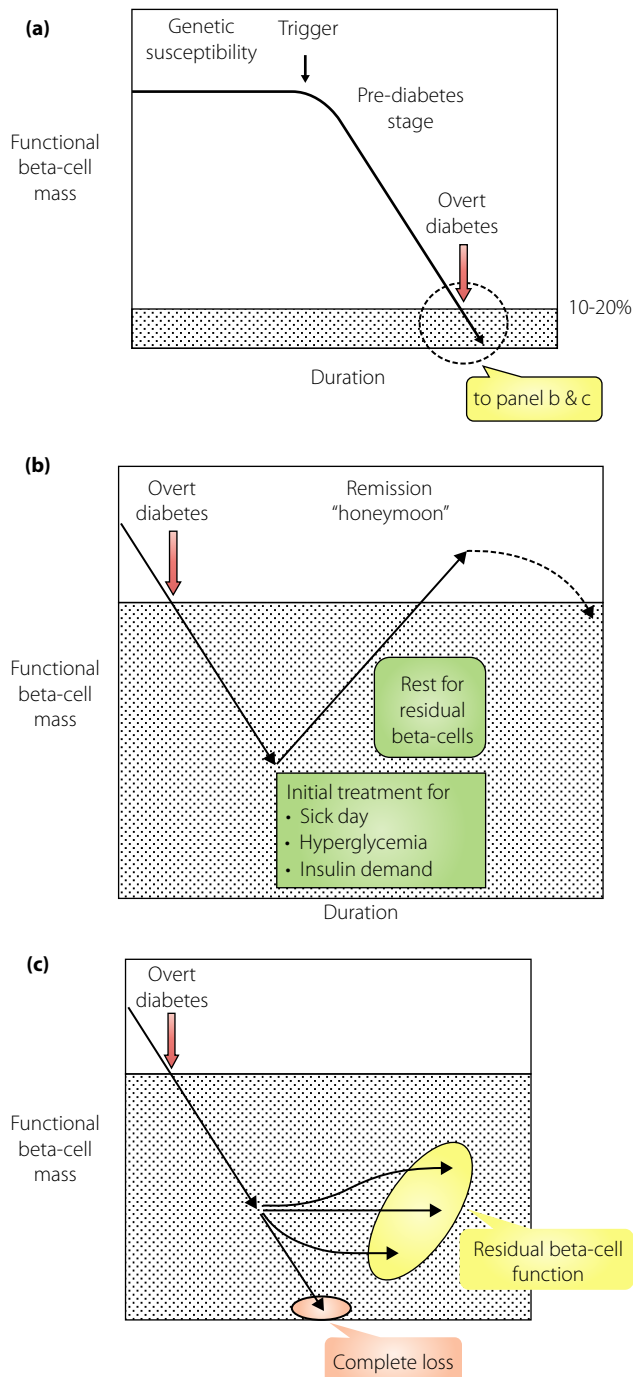 (a)
Genetic
susceptibility
Trigger
Pre-diabetes
stage
Functional
beta-cell
mass
Overt
diabetes
10-20%
Duration
to panel b & c
(b)
Overt
diabetes
Remission
“honeymoon”
Functional
beta-cell
mass
Rest for
residual
beta-cells
Initial treatment for
• Sick day
• Hyperglycemia
• Insulin demand
Duration
(c)
Overt
diabetes
Functional
beta-cell
mass
Residual beta-cell
function
Complete loss